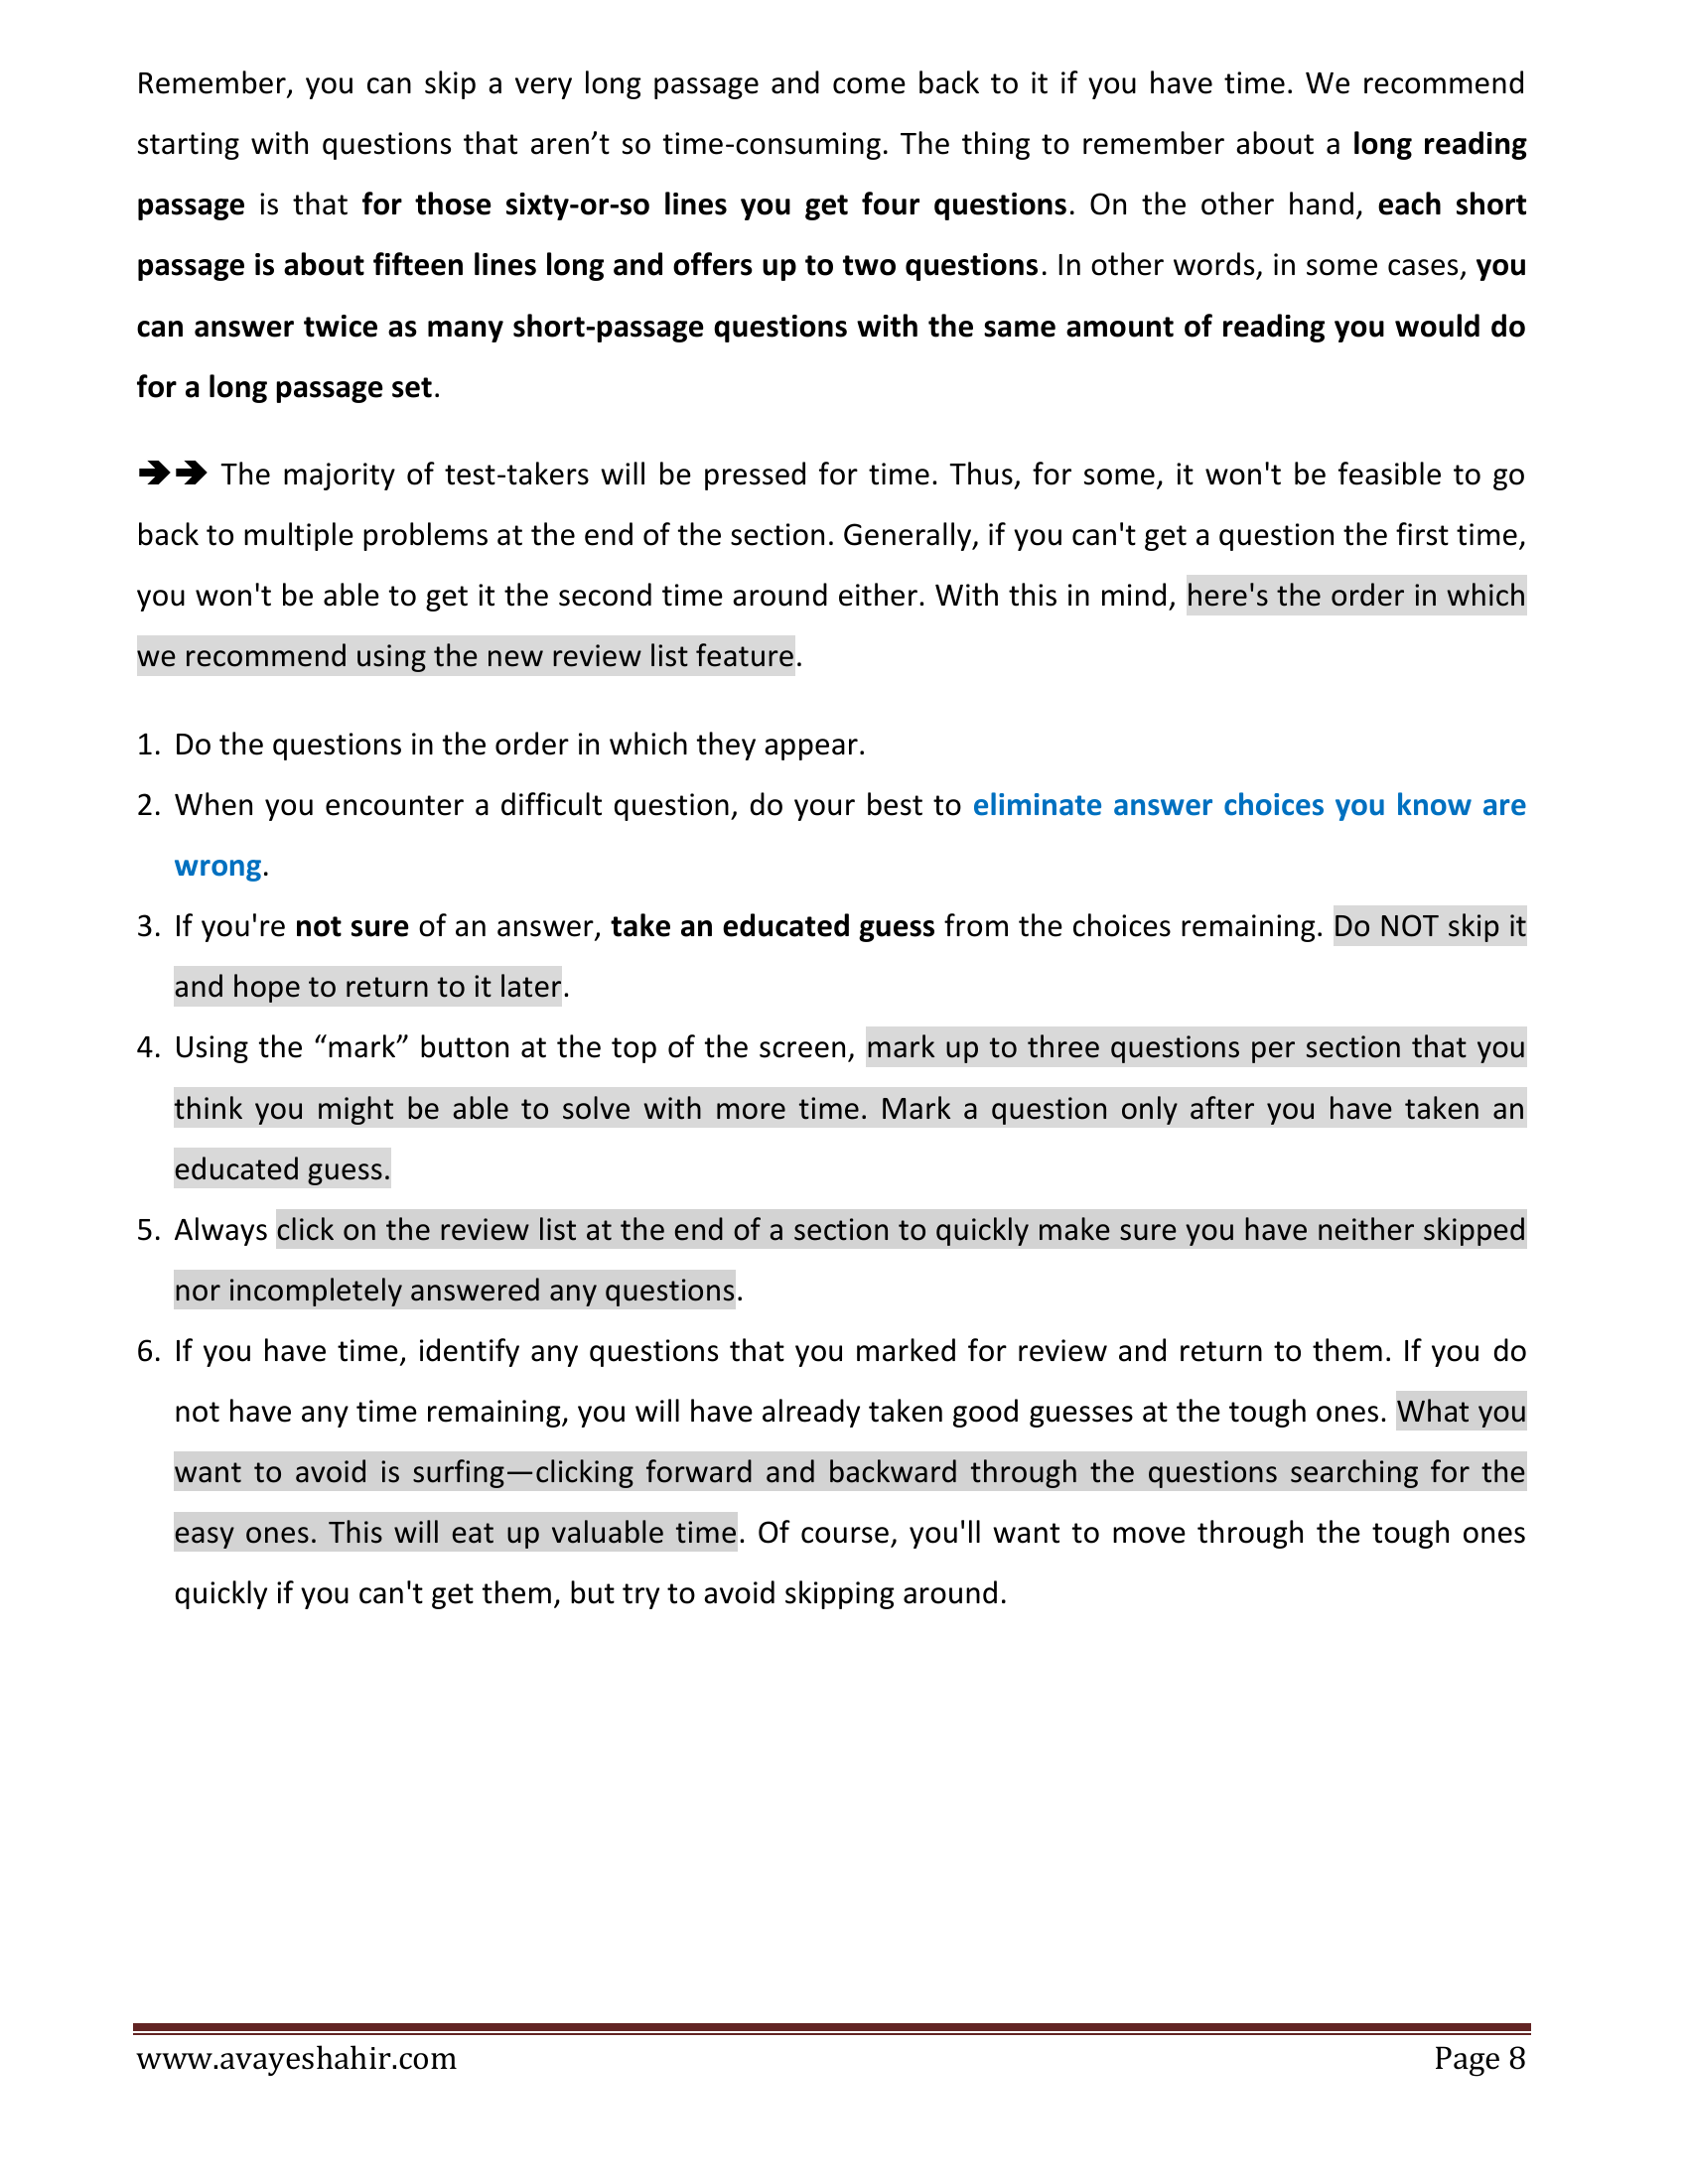 Remember, you can skip a very long passage and come back to it if you have time. We recommend
starting with questions that aren’t so time-consuming. The thing to remember about a long reading
passage is that for those sixty-or-so lines you get four questions. On the other hand, each short
passage is about fifteen lines long and offers up to two questions. In other words, in some cases, you
can answer twice as many short-passage questions with the same amount of reading you would do
for a long passage set.
➔➔ The majority of test-takers will be pressed for time. Thus, for some, it won't be feasible to go
back to multiple problems at the end of the section. Generally, if you can't get a question the first time,
you won't be able to get it the second time around either. With this in mind, here's the order in which
we recommend using the new review list feature.
1. Do the questions in the order in which they appear.
2. When you encounter a difficult question, do your best to eliminate answer choices you know are
wrong.
3. If you're not sure of an answer, take an educated guess from the choices remaining. Do NOT skip it
and hope to return to it later.
4. Using the “mark” button at the top of the screen, mark up to three questions per section that you
think you might be able to solve with more time. Mark a question only after you have taken an
educated guess.
5. Always click on the review list at the end of a section to quickly make sure you have neither skipped
nor incompletely answered any questions.
6. If you have time, identify any questions that you marked for review and return to them. If you do
not have any time remaining, you will have already taken good guesses at the tough ones. What you
want to avoid is surfing—clicking forward and backward through the questions searching for the
easy ones. This will eat up valuable time. Of course, you'll want to move through the tough ones
quickly if you can't get them, but try to avoid skipping around.
www.avayeshahir.com Page 8